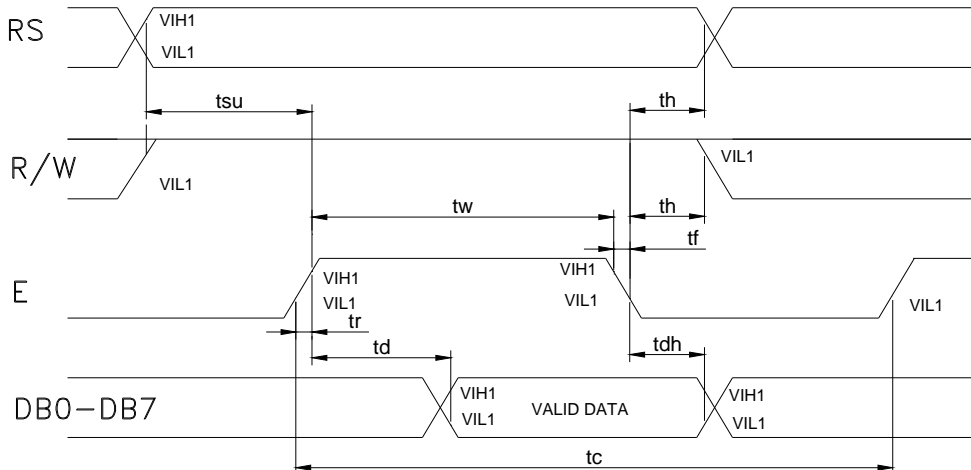 RS
VIH1
VIL1
tsu
th
R/W
VIL1
VIL1
tw
th
tf
E
VIH1
VIL1
VIH1
VIL1
VIL1
tr
td
tdh
DB0-DB7
VIH1
VIL1
VALID DATA
VIH1
VIL1
tc